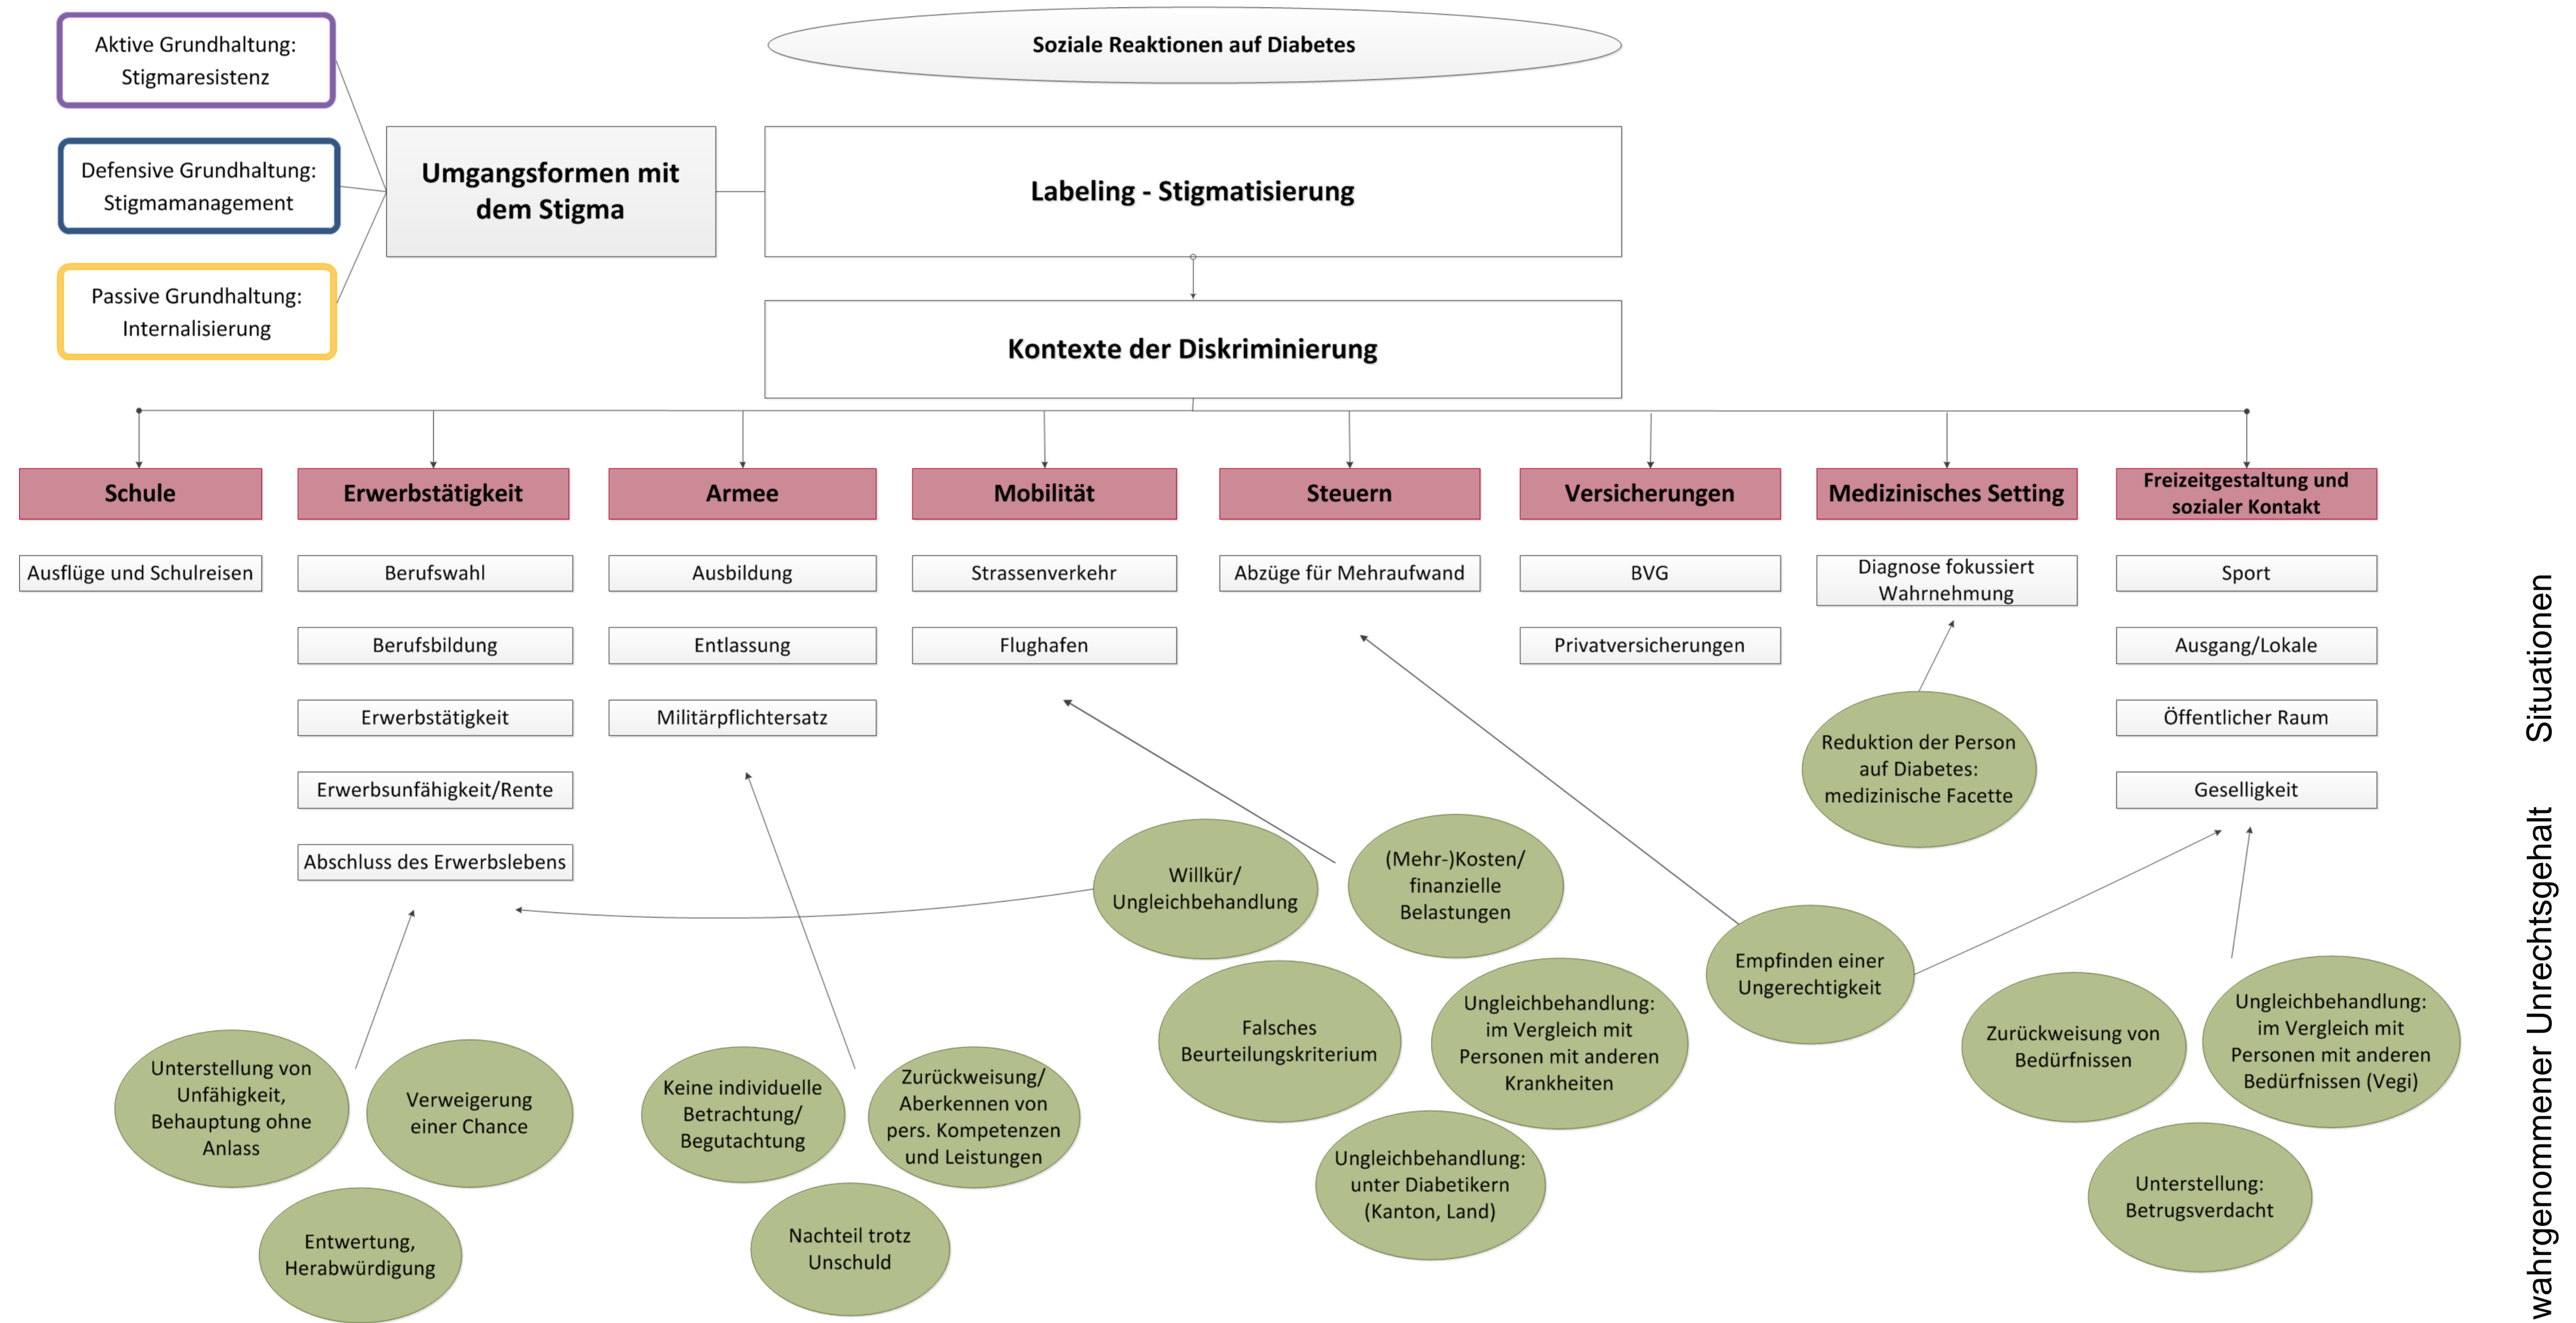 Aktive Grundhaltung:
Stigmaresistenz
Soziale Reaktionen auf Diabetes
Defensive Grundhaltung:
Stigmamanagement
Umgangsformen mit
dem Stigma
Labeling - Stigmatisierung
Passive Grundhaltung:
Internalisierung
Kontexte der Diskriminierung
Schule
Erwerbstätigkeit
Armee
Mobilität
Steuern
Versicherungen
Medizinisches Setting
Freizeitgestaltung und
sozialer Kontakt
Ausflüge und Schulreisen
Berufswahl
Ausbildung
Strassenverkehr
Abzüge für Mehraufwand
BVG
Diagnose fokussiert
Wahrnehmung
Sport
Berufsbildung
Entlassung
Flughafen
Privatversicherungen
Ausgang/Lokale
Erwerbstätigkeit
Militärpflichtersatz
Öffentlicher Raum
Erwerbsunfähigkeit/Rente
Geselligkeit
Abschluss des Erwerbslebens
Situationen
Reduktion der Person
auf Diabetes:
medizinische Facette
Willkür/
Ungleichbehandlung
(Mehr-)Kosten/
finanzielle
Belastungen
Empfinden einer
Ungerechtigkeit
Falsches
Beurteilungskriterium
Ungleichbehandlung:
im Vergleich mit
Personen mit anderen
Krankheiten
Zurückweisung von
Bedürfnissen
Ungleichbehandlung:
im Vergleich mit
Personen mit anderen
Bedürfnissen (Vegi)
Unterstellung von
Unfähigkeit,
Behauptung ohne
Anlass
Verweigerung
einer Chance
Keine individuelle
Betrachtung/
Begutachtung
Zurückweisung/
Aberkennen von
pers. Kompetenzen
und Leistungen
Ungleichbehandlung:
unter Diabetikern
(Kanton, Land)
Unterstellung:
Betrugsverdacht
Entwertung,
Herabwürdigung
Nachteil trotz
Unschuld
wahrgenommener Unrechtsgehalt